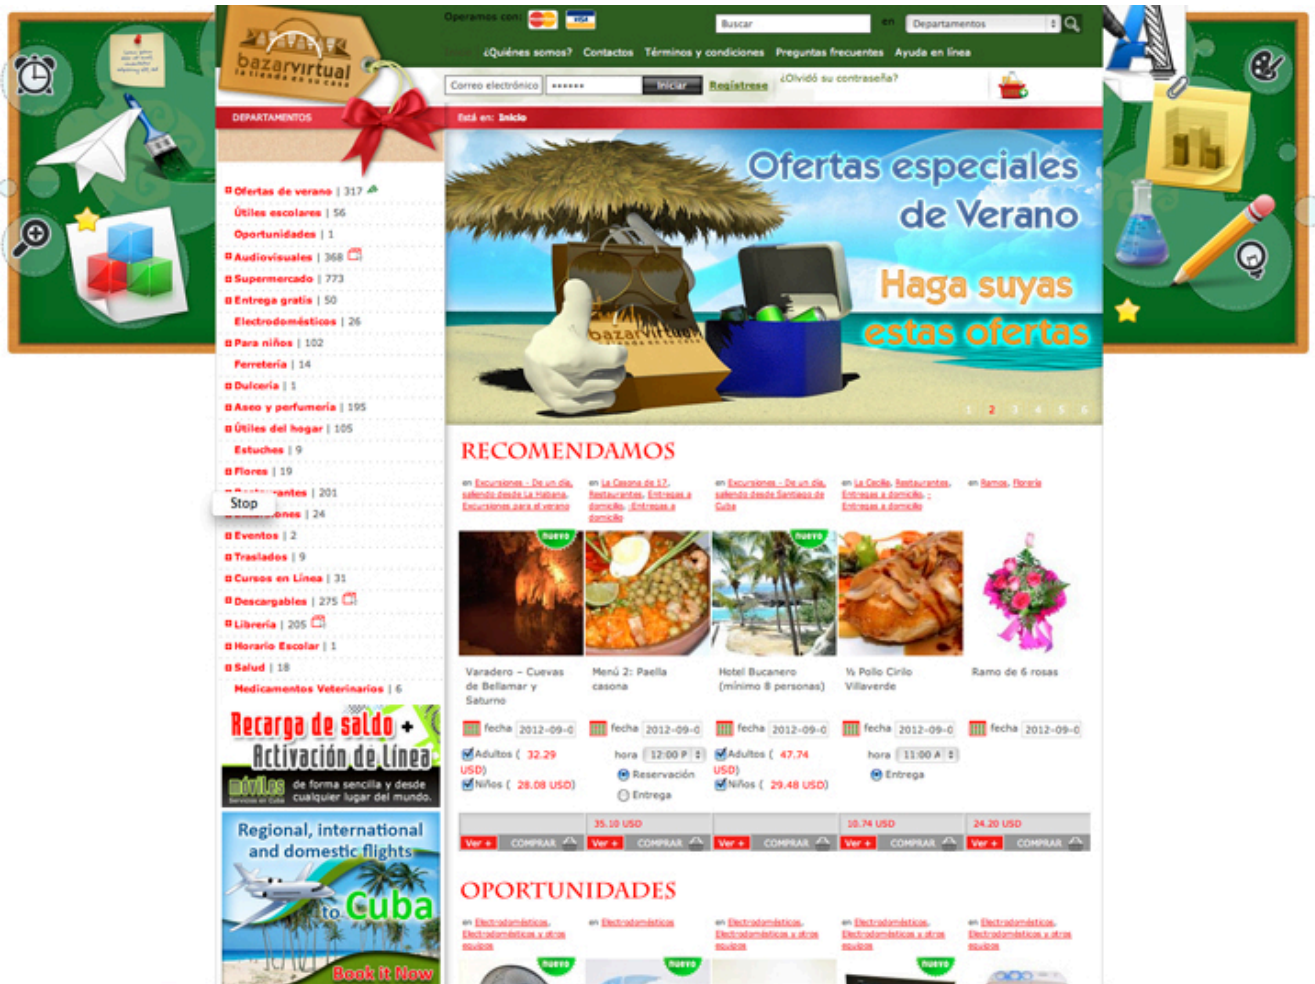 Operamos con:
VISA
Buscar
en
Departamentos
bazarvirtual
la tienda en su casa
¿Quiénes somos? Contactos Términos y condiciones Preguntas frecuentes Ayuda en línea
Correo electrónico
••••••
Iniciar
Regístrese
¿Olvidó su contraseña?
DEPARTAMENTOS
Está en: Inicio
Ofertas de verano | 317
Útiles escolares | 56
Oportunidades | 1
Audiovisuales | 368
Supermercado | 773
Entrega gratis | 50
Electrodomésticos | 26
Para niños | 102
Ferretería | 14
Dulcería | 1
Aseo y perfumería | 195
Útiles del hogar | 105
Estuches | 9
Flores | 19
| 201
Stop
| 24
Eventos | 2
Traslados | 9
Cursos en Línea | 31
Descargables | 275
Librería | 205
Horario Escolar | 1
Salud | 18
Medicamentos Veterinarios | 6
Recarga de saldo +
Activación de Línea
móviles
Servicios en Cuba
de forma sencilla y desde
cualquier lugar del mundo.
Regional, international
and domestic flights
to Cuba
Book it Now
Ofertas especiales
de Verano
Haga suyas
estas ofertas
bazarvirtual
la tienda en su casa
1 2 3 4 5 6
RECOMENDAMOS
en Excursiones - De un día,
saliendo desde La Habana,
Excursiones para el verano
en La Casona de 17,
Restaurantes, Entregas a
domicilio, : Entregas a
domicilio
en Excursiones - De un día,
saliendo desde Santiago de
Cuba
en La Cecilia, Restaurantes,
Entregas a domicilio, :
Entregas a domicilio
en Ramos, Florería
nuevo
nuevo
Varadero – Cuevas
de Bellamar y
Saturno
Menú 2: Paella
casona
Hotel Bucanero
(mínimo 8 personas)
½ Pollo Cirilo
Villaverde
Ramo de 6 rosas
fecha 2012-09-0
fecha 2012-09-0
fecha 2012-09-0
fecha 2012-09-0
fecha 2012-09-0
Adultos ( 32.29
USD)
Niños ( 28.08 USD)
hora 12:00 P
Reservación
Entrega
Adultos ( 47.74
USD)
Niños ( 29.48 USD)
hora 11:00 A
Entrega
35.10 USD
10.74 USD
24.20 USD
Ver + COMPRAR
Ver + COMPRAR
Ver + COMPRAR
Ver + COMPRAR
Ver + COMPRAR
OPORTUNIDADES
en Electrodomésticos,
Electrodomésticos y otros
equipos
en Electrodomésticos
en Electrodomésticos,
Electrodomésticos y otros
equipos
en Electrodomésticos,
Electrodomésticos y otros
equipos
en Electrodomésticos,
Electrodomésticos y otros
equipos
nuevo
nuevo
nuevo